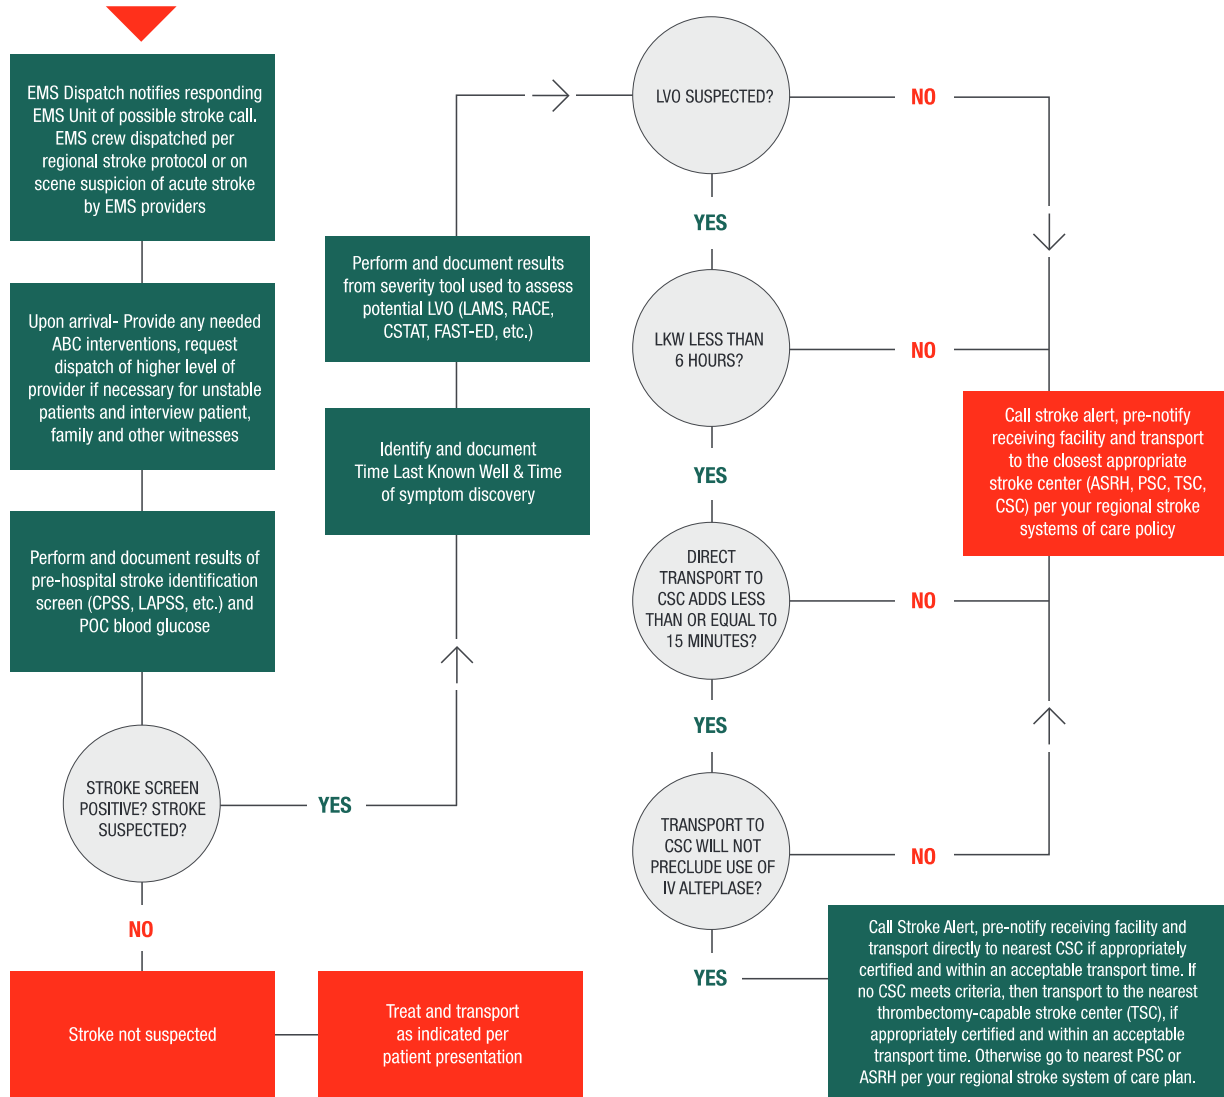 EMS Dispatch notifies responding
EMS Unit of possible stroke call.
EMS crew dispatched per
regional stroke protocol or on
scene suspicion of acute stroke
by EMS providers
Upon arrival- Provide any needed
ABC interventions, request
dispatch of higher level of
provider if necessary for unstable
patients and interview patient,
family and other witnesses
Perform and document results of
pre-hospital stroke identification
screen (CPSS, LAPSS, etc.) and
POC blood glucose
STROKE SCREEN
POSITIVE? STROKE
SUSPECTED?
NO
Stroke not suspected
Treat and transport
as indicated per
patient presentation
YES
Identify and document
Time Last Known Well & Time
of symptom discovery
Perform and document results
from severity tool used to assess
potential LVO (LAMS, RACE,
CSTAT, FAST-ED, etc.)
LVO SUSPECTED?
NO
YES
LKW LESS THAN
6 HOURS?
NO
YES
DIRECT
TRANSPORT TO
CSC ADDS LESS
THAN OR EQUAL TO
15 MINUTES?
NO
YES
TRANSPORT TO
CSC WILL NOT
PRECLUDE USE OF
IV ALTEPLASE?
NO
YES
Call stroke alert, pre-notify
receiving facility and transport
to the closest appropriate
stroke center (ASRH, PSC, TSC,
CSC) per your regional stroke
systems of care policy
Call Stroke Alert, pre-notify receiving facility and
transport directly to nearest CSC if appropriately
certified and within an acceptable transport time. If
no CSC meets criteria, then transport to the nearest
thrombectomy-capable stroke center (TSC), if
appropriately certified and within an acceptable
transport time. Otherwise go to nearest PSC or
ASRH per your regional stroke system of care plan.